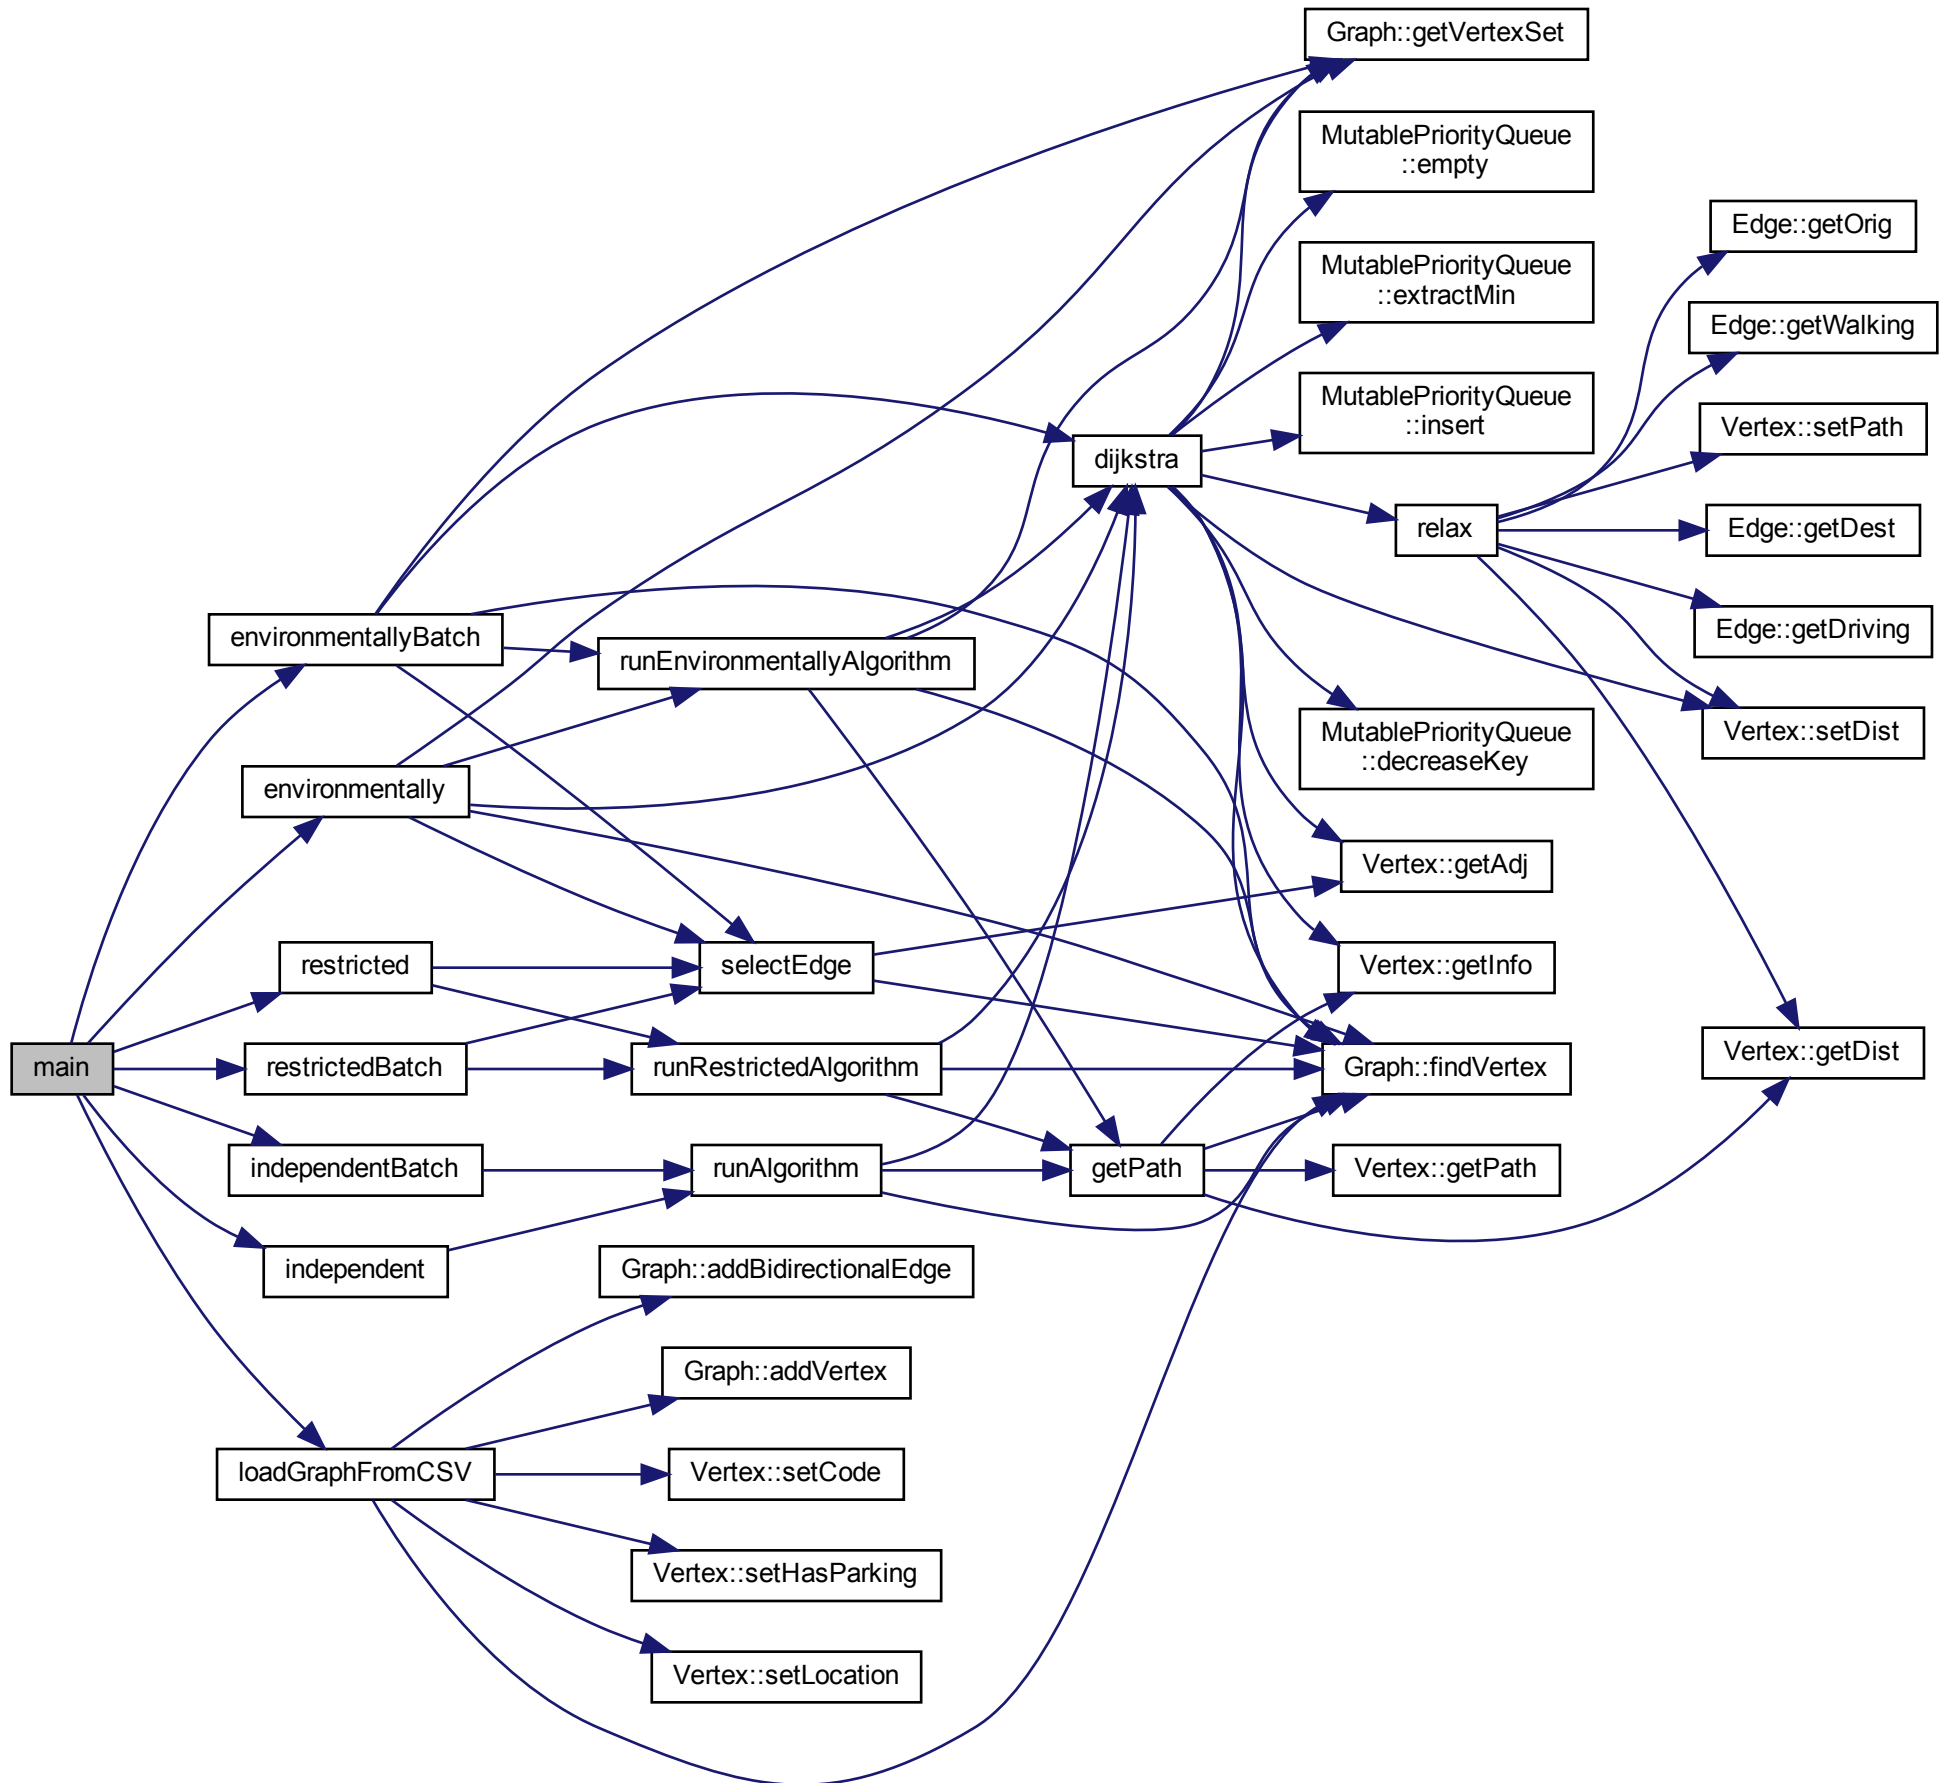 Graph::getVertexSet
MutablePriorityQueue
::empty
Edge::getOrig
MutablePriorityQueue
::extractMin
Edge::getWalking
MutablePriorityQueue
::insert
Vertex::setPath
dijkstra
relax
Edge::getDest
environmentallyBatch
runEnvironmentallyAlgorithm
Edge::getDriving
MutablePriorityQueue
::decreaseKey
Vertex::setDist
environmentally
Vertex::getAdj
restricted
selectEdge
Vertex::getInfo
main
restrictedBatch
runRestrictedAlgorithm
Graph::findVertex
Vertex::getDist
independentBatch
runAlgorithm
getPath
Vertex::getPath
independent
Graph::addBidirectionalEdge
Graph::addVertex
loadGraphFromCSV
Vertex::setCode
Vertex::setHasParking
Vertex::setLocation